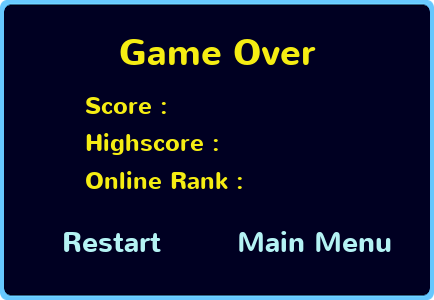 Game Over
Score :
Highscore :
Online Rank :
Restart Main Menu